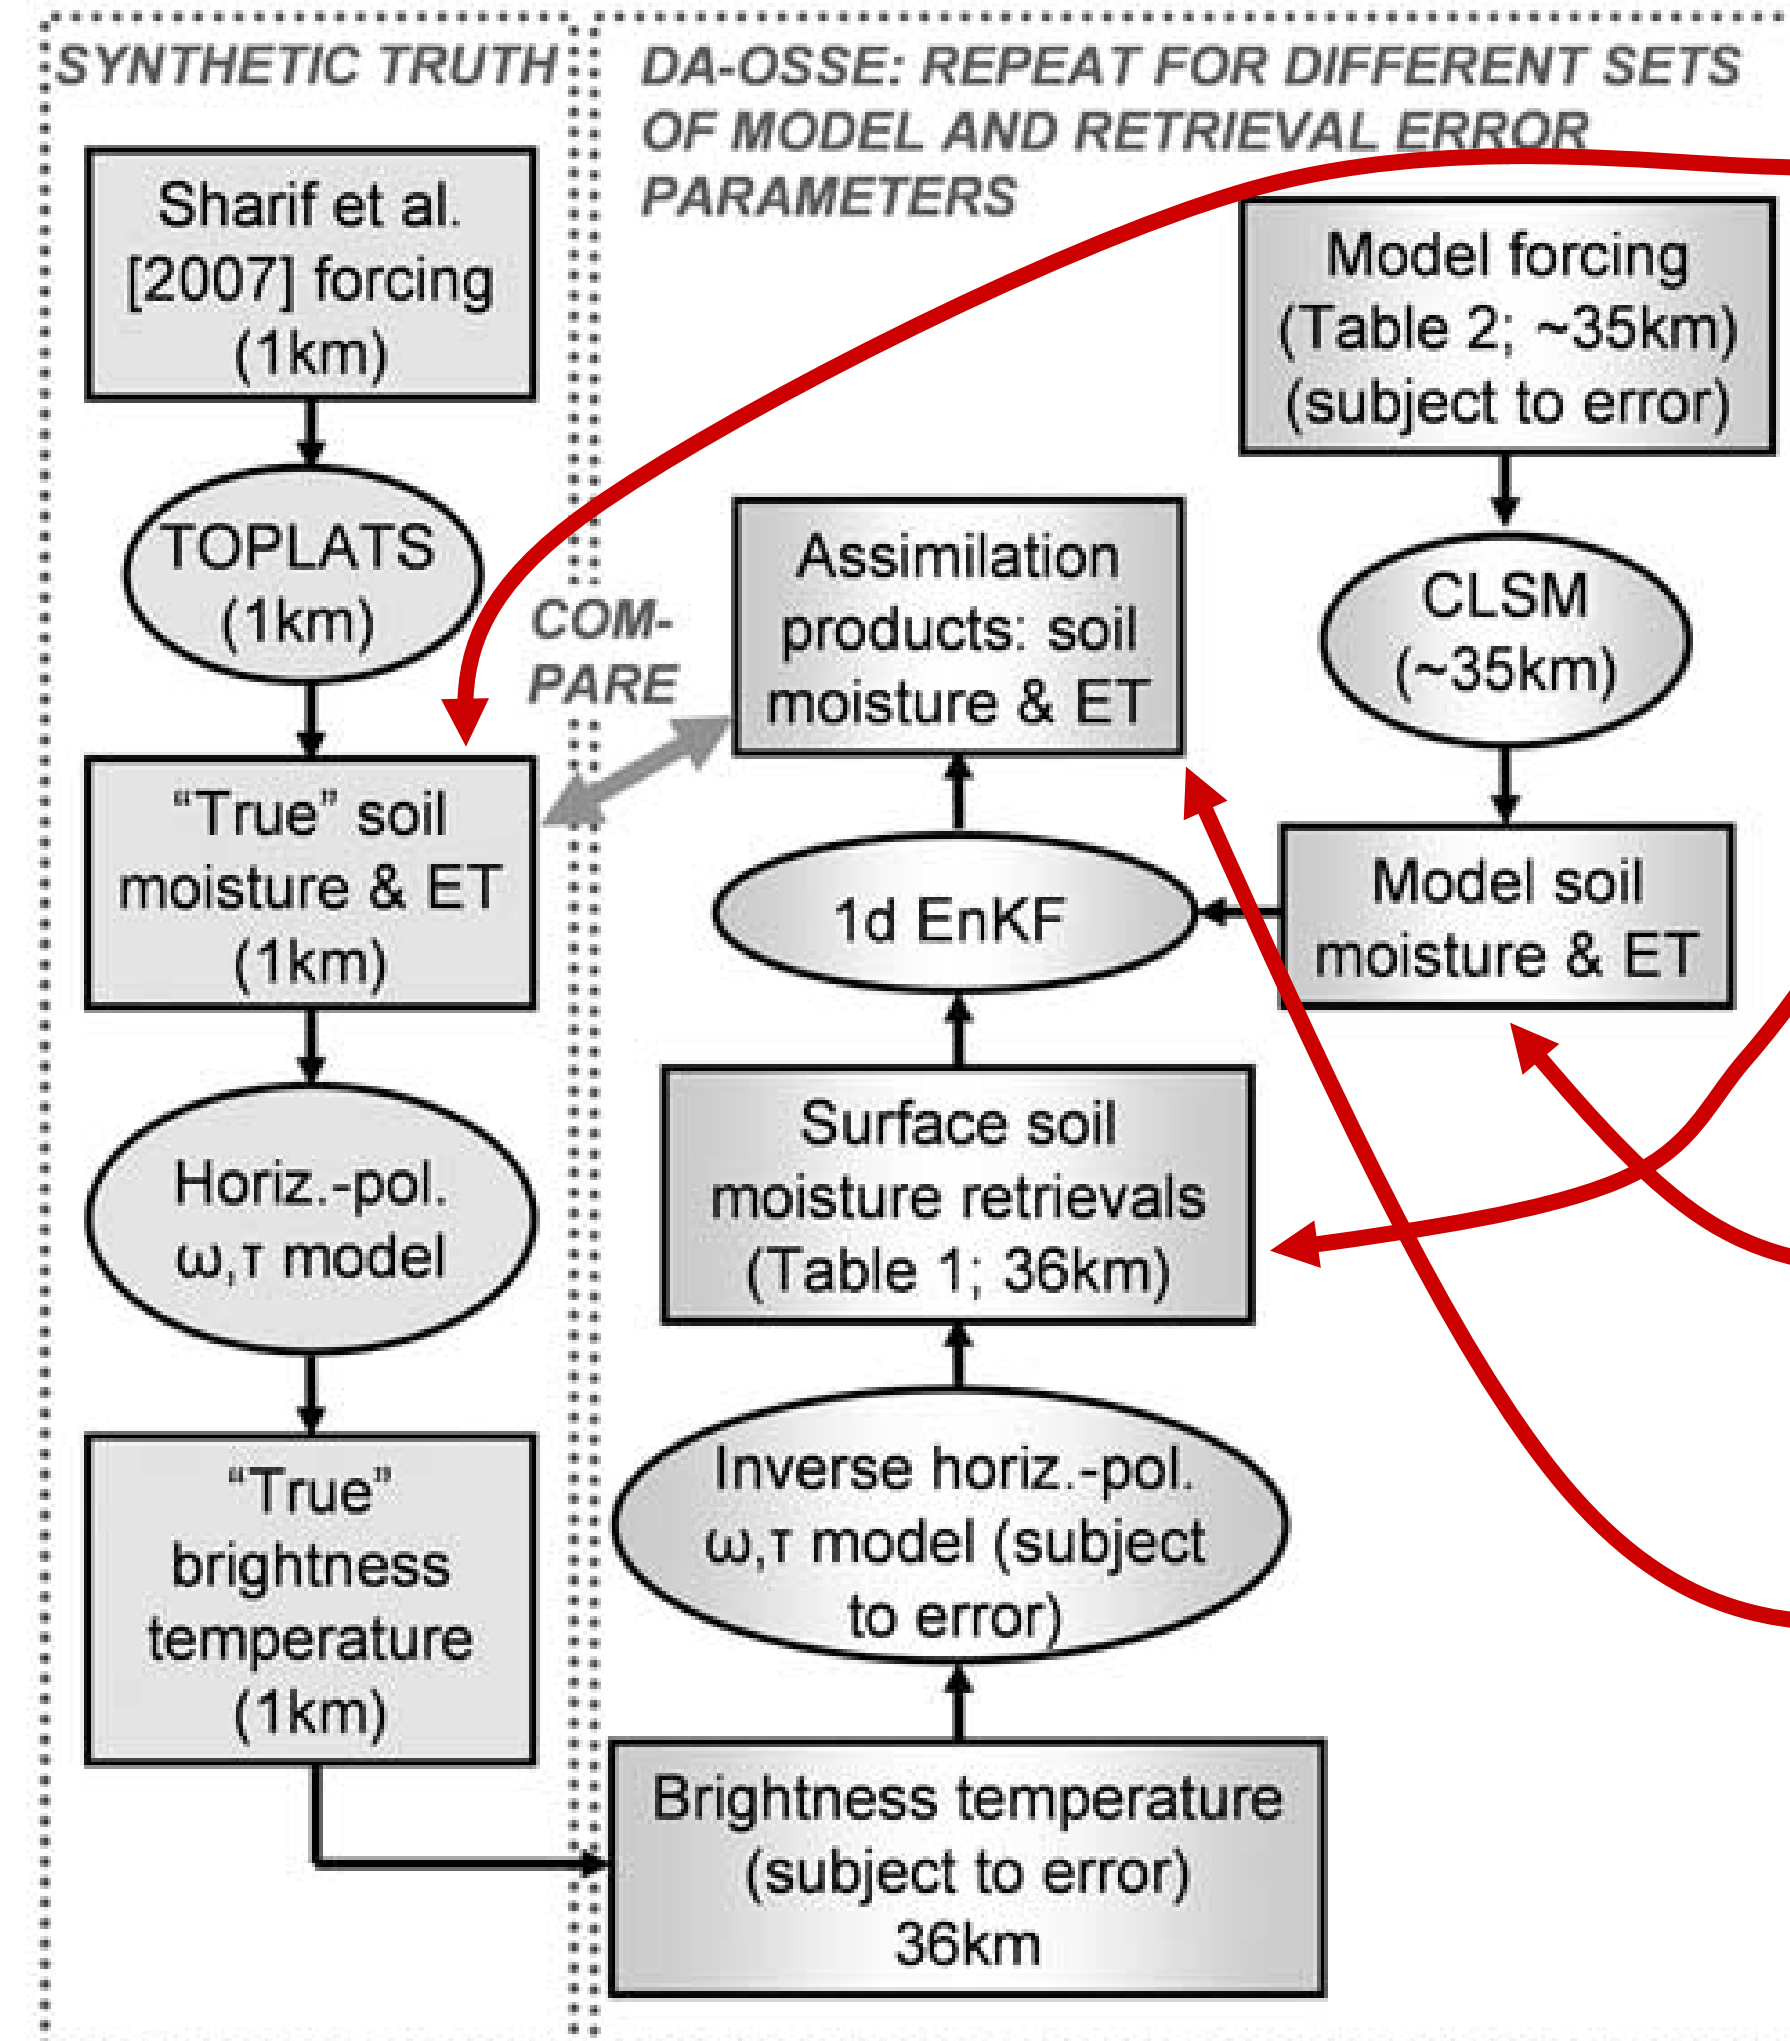 SYNTHETIC TRUTH
Sharif et al.
[2007] forcing
(1km)
TOPLATS
(1km)
“True” soil
moisture & ET
(1km)
Horiz.-pol.
ω,τ model
“True”
brightness
temperature
(1km)
COM-
PARE
DA-OSSE: REPEAT FOR DIFFERENT SETS
OF MODEL AND RETRIEVAL ERROR
PARAMETERS
Model forcing
(Table 2; ~35km)
(subject to error)
CLSM
(~35km)
Model soil
moisture & ET
Assimilation
products: soil
moisture & ET
1d EnKF
Surface soil
moisture retrievals
(Table 1; 36km)
Inverse horiz.-pol.
ω,τ model (subject
to error)
Brightness temperature
(subject to error)
36km